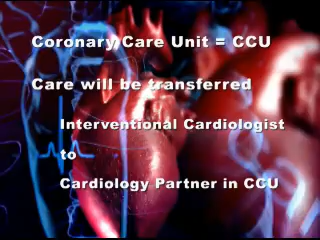 Coronary Care Unit = CCU
Care will be transferred
Interventional Cardiologist
to
Cardiology Partner in CCU